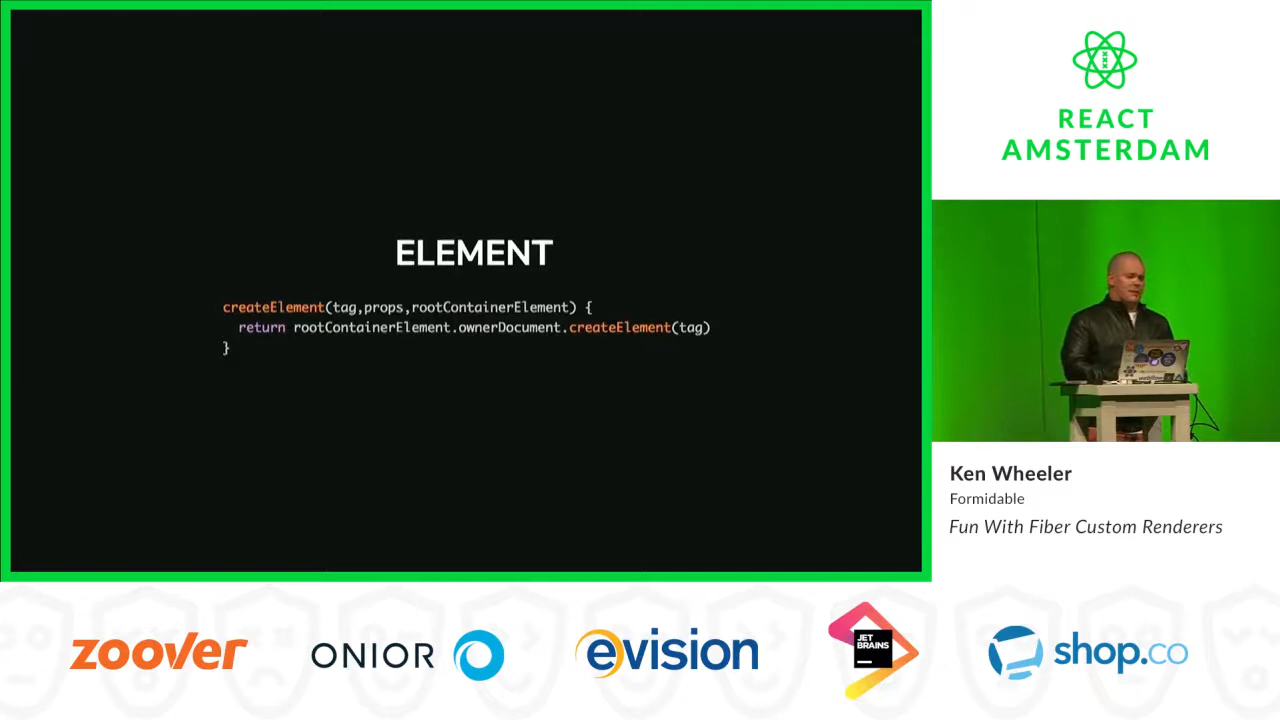 ELEMENT
createElement(tag,props,rootContainerElement) {
return rootContainerElement.ownerDocument.createElement(tag)
}
REACT
AMSTERDAM
Ken Wheeler
Formidable
Fun With Fiber Custom Renderers
zoover
ONIOR
evision
JET
BRAINS
shop.co